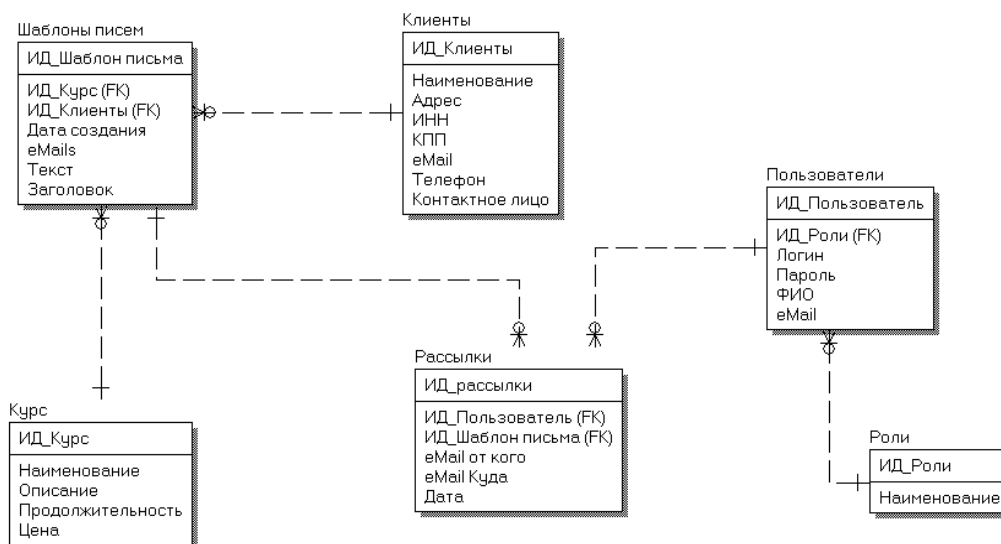 Шаблоны писем
ИД_Шаблон письма
ИД_Курс (FK)
ИД_Клиенты (FK)
Дата создания
eMails
Текст
Заголовок
Клиенты
ИД_Клиенты
Наименование
Адрес
ИНН
КПП
eMail
Телефон
Контактное лицо
Пользователи
ИД_Пользователь
ИД_Роли (FK)
Логин
Пароль
ФИО
eMail
Рассылки
ИД_рассылки
ИД_Пользователь (FK)
ИД_Шаблон письма (FK)
eMail от кого
eMail Куда
Дата
Курс
ИД_Курс
Наименование
Описание
Продолжительность
Цена
Роли
ИД_Роли
Наименование